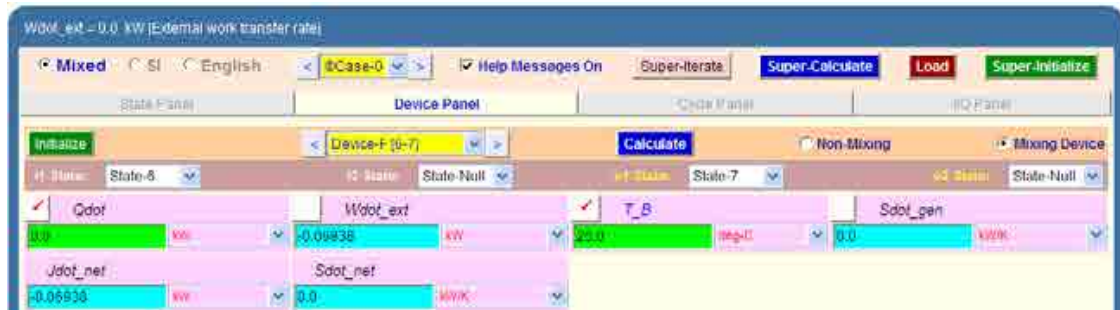 Wdot_ext = 0.0 kW [External work transfer rate]
Mixed SI English < ©Case-0 > Help Messages On Super-Iterate Super-Calculate Load Super-Initialize
State Panel Device Panel Cycle Panel I/O Panel
Initialize < Device-F [6-7] > Calculate Non-Mixing Mixing Device
i1-State: State-6 i2-State: State-Null e1-State: State-7 e2-State: State-Null
Qdot Wdot_ext T_B Sdot_gen
0.0 kW -0.06938 kW 25.0 deg-C 0.0 kW/K
Jdot_net Sdot_net
-0.06938 kW 0.0 kW/K